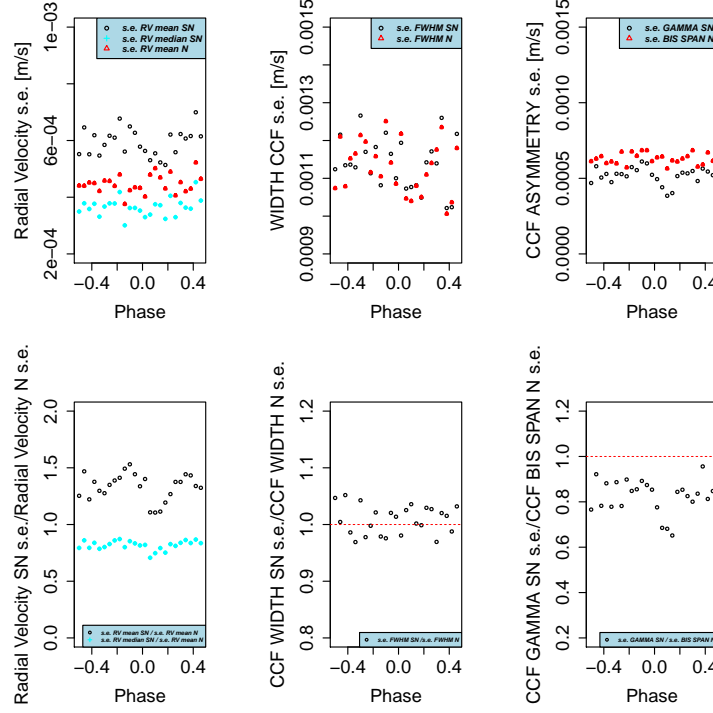 Radial Velocity s.e. [m/s]
1e-03
6e-04
2e-04
s.e. RV mean SN
s.e. RV median SN
s.e. RV mean N
-0.4 0.0 0.4
Phase
WIDTH CCF s.e. [m/s]
0.0015
0.0013
0.0011
0.0009
s.e. FWHM SN
s.e. FWHM N
-0.4 0.0 0.4
Phase
CCF ASYMMETRY s.e. [m/s]
0.0015
0.0010
0.0005
0.0000
s.e. GAMMA SN
s.e. BIS SPAN N
-0.4 0.0 0.4
Phase
Radial Velocity SN s.e./Radial Velocity N s.e.
2.0
1.5
1.0
0.5
0.0
s.e. RV mean SN / s.e. RV mean N
s.e. RV median SN / s.e. RV mean N
-0.4 0.0 0.4
Phase
CCF WIDTH SN s.e./CCF WIDTH N s.e.
1.2
1.1
1.0
0.9
0.8
s.e. FWHM SN / s.e. FWHM N
-0.4 0.0 0.4
Phase
CCF GAMMA SN s.e./CCF BIS SPAN N s.e.
1.2
1.0
0.8
0.6
0.4
0.2
s.e. GAMMA SN / s.e. BIS SPAN N
-0.4 0.0 0.4
Phase